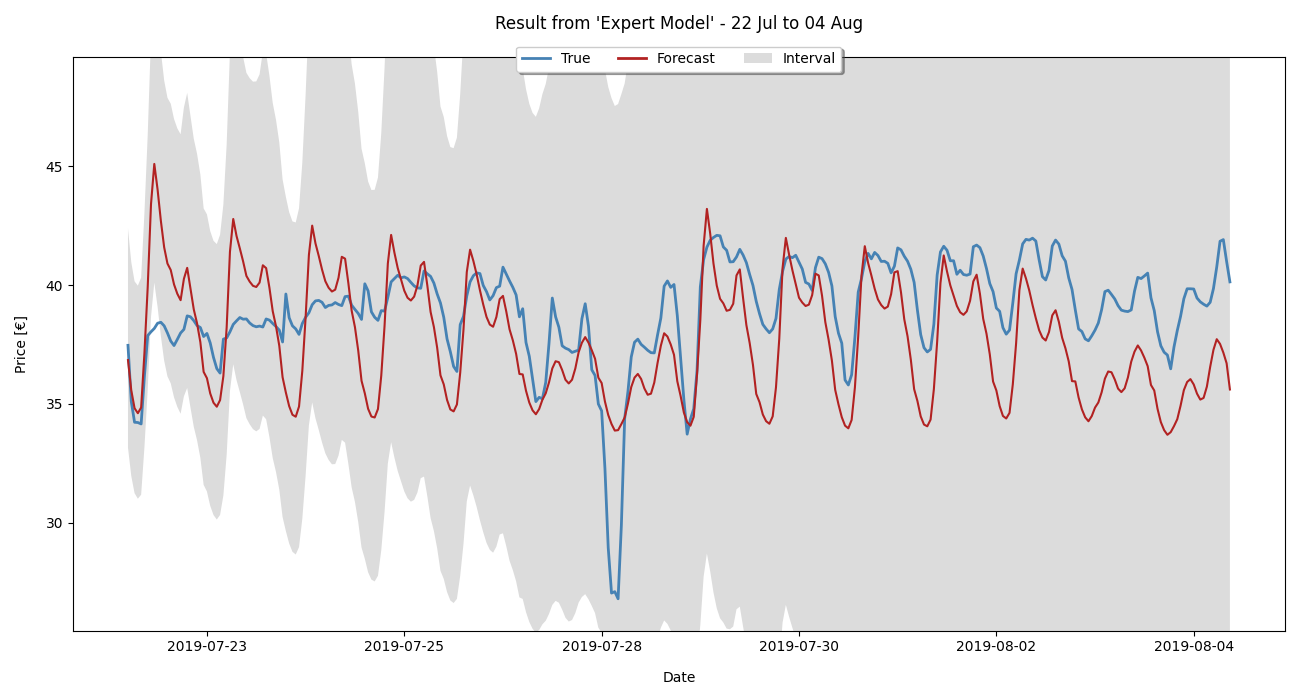 Result from 'Expert Model' - 22 Jul to 04 Aug
True Forecast Interval
Price [€]
45
40
35
30
2019-07-23 2019-07-25 2019-07-28 2019-07-30 2019-08-02 2019-08-04
Date